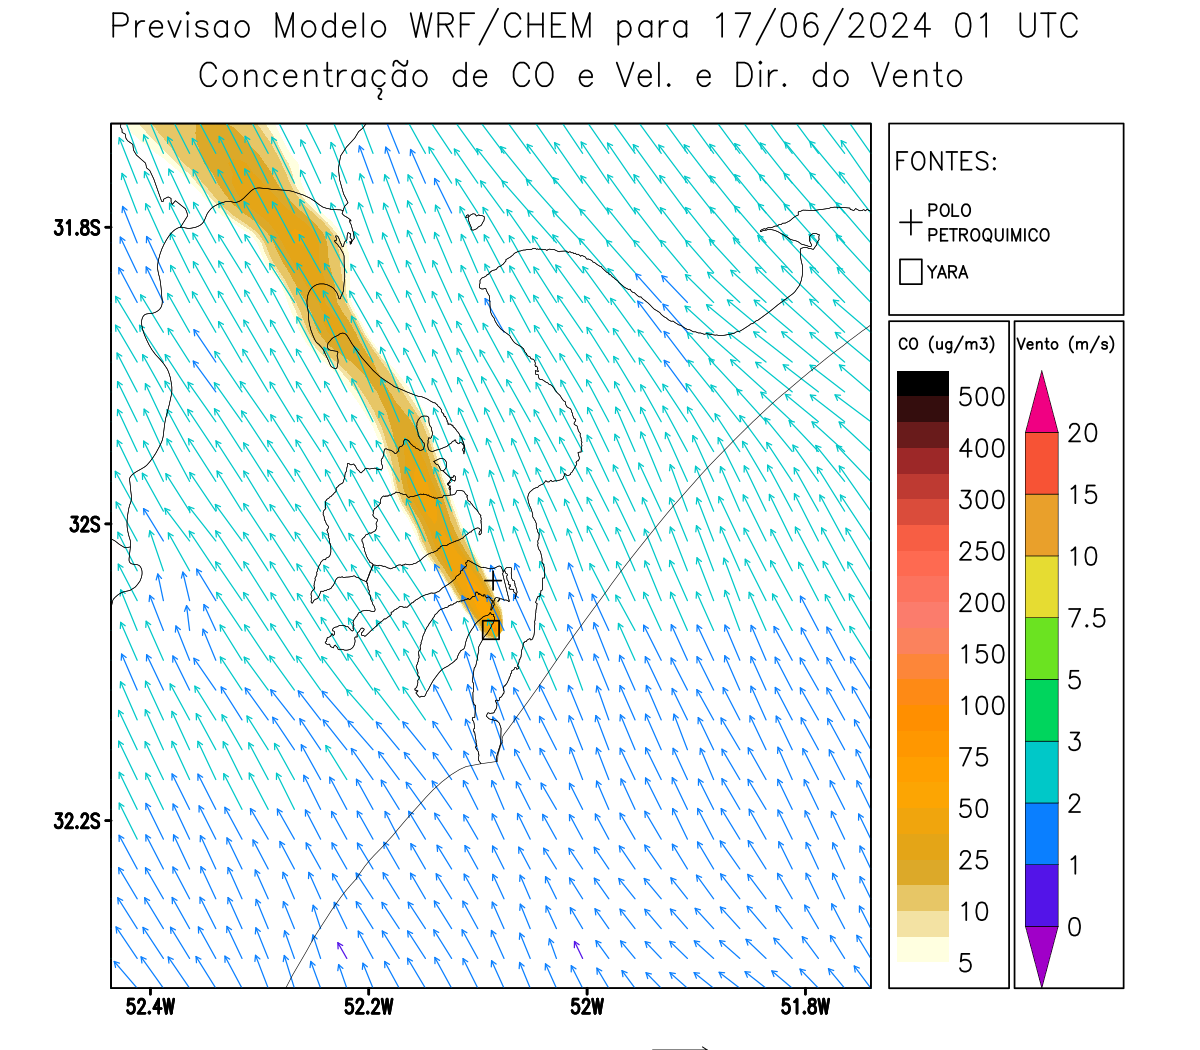 Previsao Modelo WRF/CHEM para 17/06/2024 01 UTC
Concentração de CO e Vel. e Dir. do Vento
FONTES:
POLO
PETROQUIMICO
YARA
31.8S
32S
32.2S
52.4W
52.2W
52W
51.8W
CO (ug/m3)
500
400
300
250
200
150
100
75
50
25
10
5
Vento (m/s)
20
15
10
7.5
5
3
2
1
0